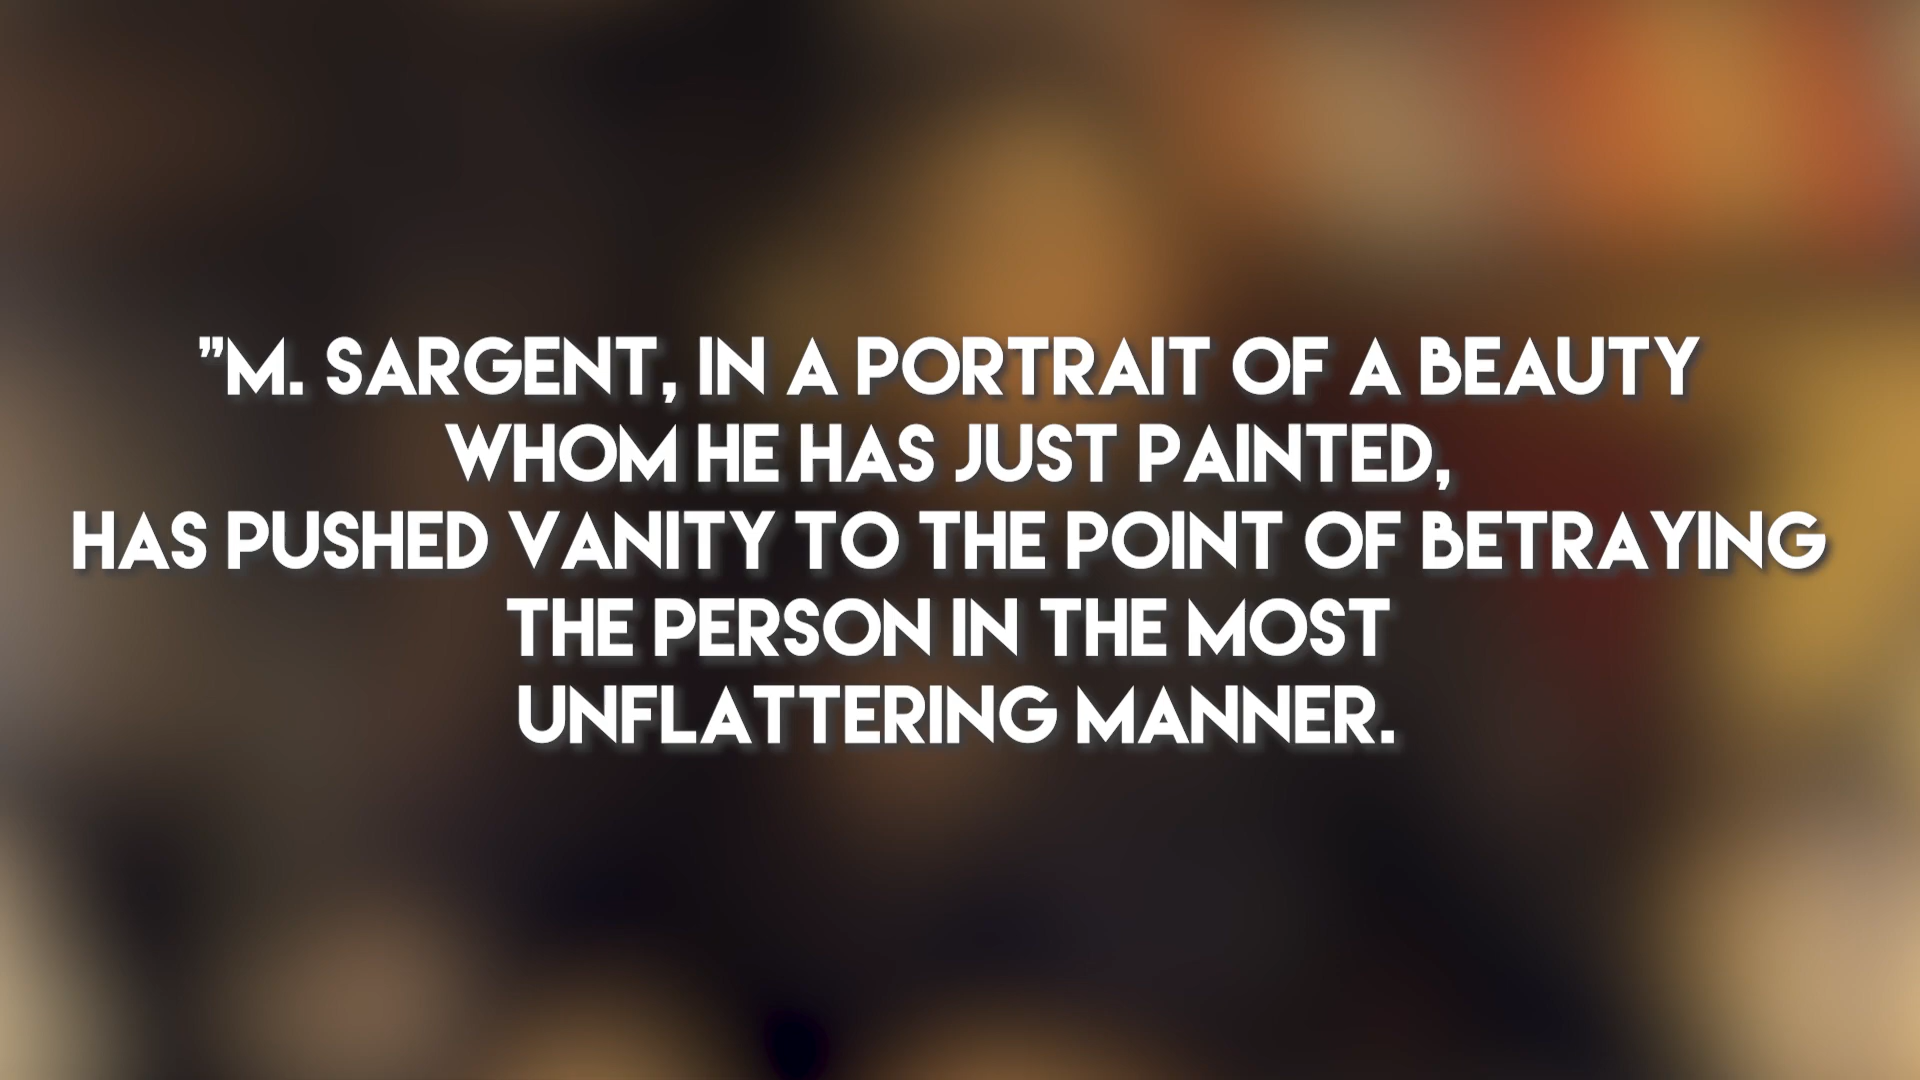 "M. SARGENT, IN A PORTRAIT OF A BEAUTY
WHOM HE HAS JUST PAINTED,
HAS PUSHED VANITY TO THE POINT OF BETRAYING
THE PERSON IN THE MOST
UNFLATTERING MANNER.